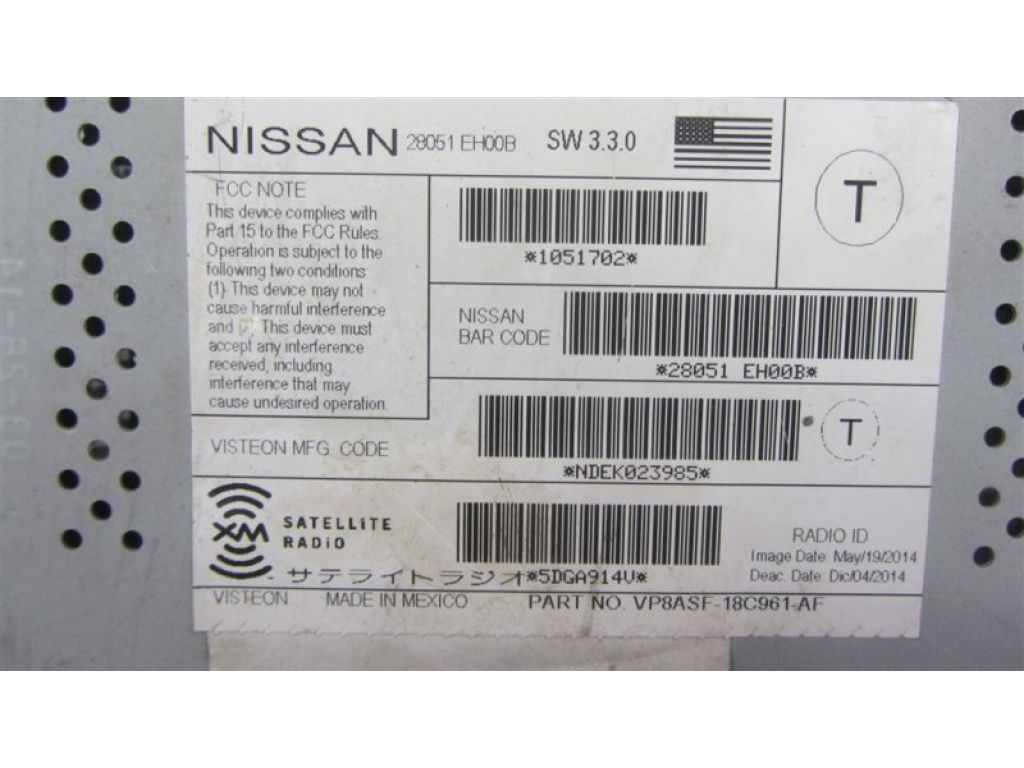 NISSAN 28051 EH00B SW 3.3.0
T
FCC NOTE
This device complies with
Part 15 to the FCC Rules.
Operation is subject to the
following two conditions:
(1) This device may not
cause harmful interference
and (2) This device must
accept any interference
received, including
interference that may
cause undesired operation.
*1051702*
NISSAN
BAR CODE
*28051 EH00B*
VISTEON MFG. CODE
*NDEK023985*
T
XM SATELLITE
RADIO
サテライトラジオ *5DGA914V*
RADIO ID
Image Date: May/19/2014
Deac. Date: Dic/04/2014
VISTEON MADE IN MEXICO PART NO. VP8ASF-18C961-AF